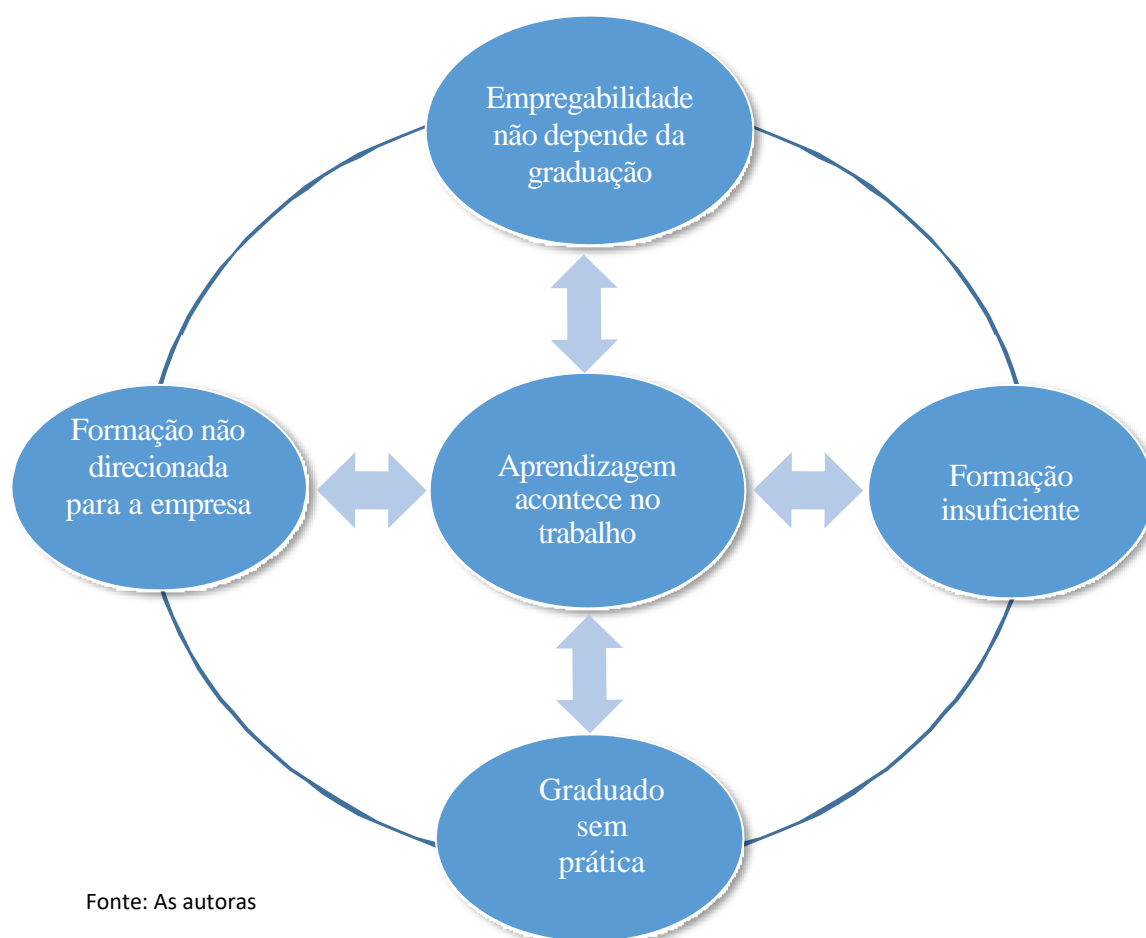 Empregabilidade
não depende da
graduação
Formação não
direcionada
para a empresa
Aprendizagem
acontece no
trabalho
Formação
insuficiente
Graduado
sem
prática
Fonte: As autoras